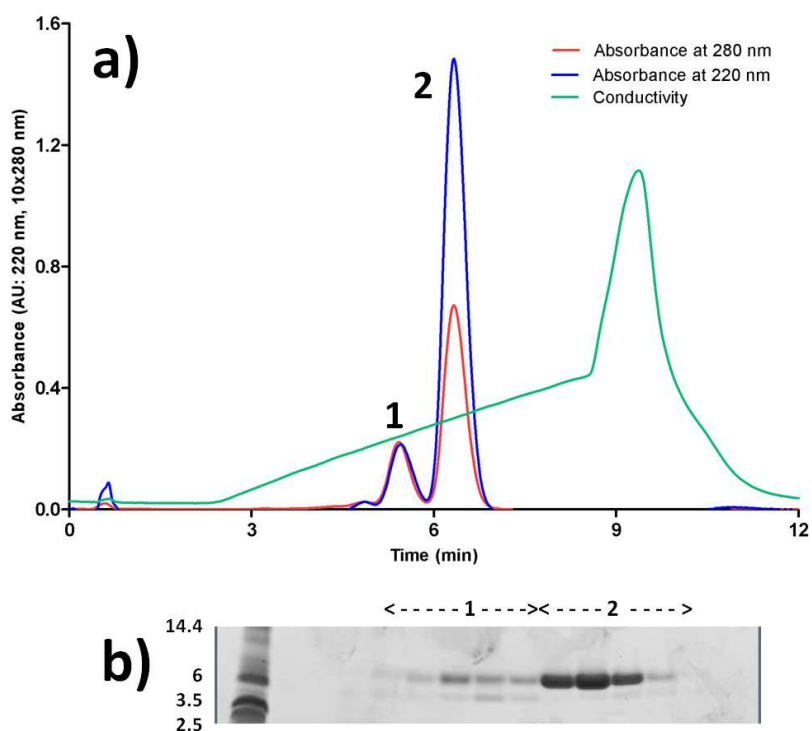 a)
1.6
1.2
0.8
0.4
0.0
Absorbance (AU: 220 nm, 10x280 nm)
Absorbance at 280 nm
Absorbance at 220 nm
Conductivity
2
1
0 3 6 9 12
Time (min)
b)
<-----1----><----2----->
14.4
6
3.5
2.5